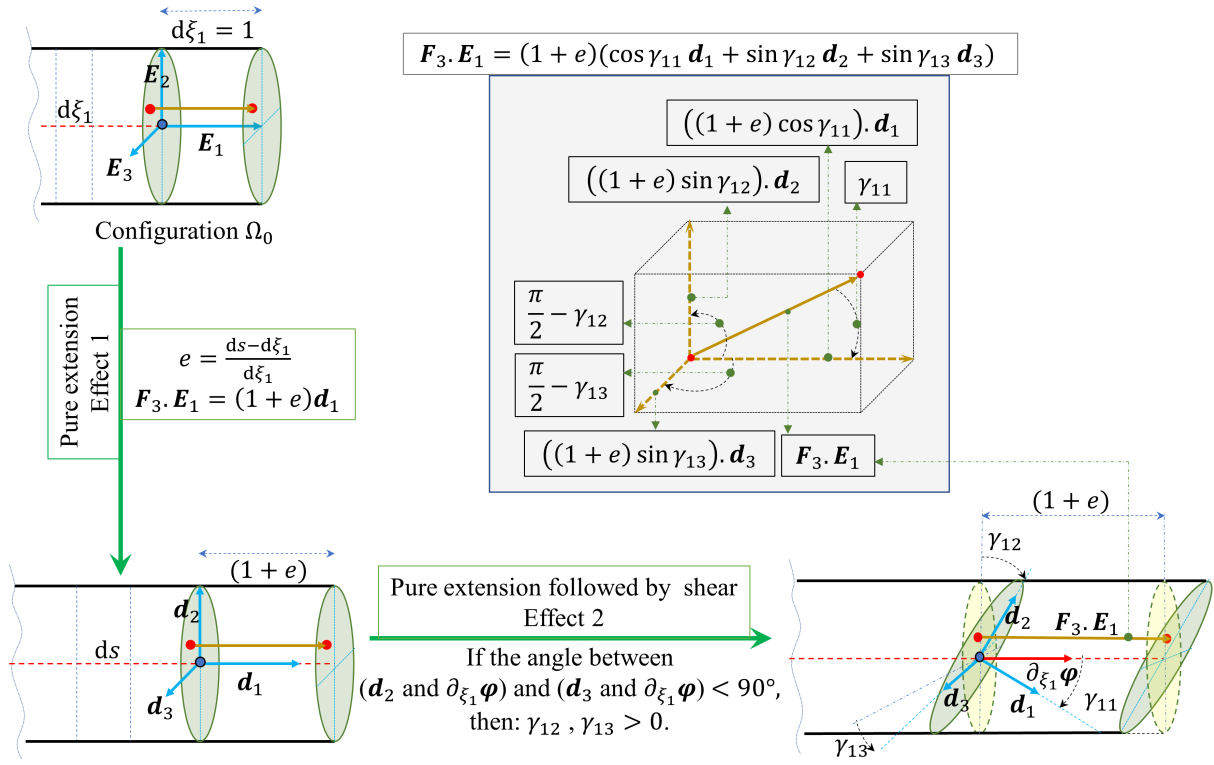 dξ₁ = 1
𝑭₃. 𝑬₁ = (1 + 𝑒)(cos γ₁₁ 𝒅₁ + sin γ₁₂ 𝒅₂ + sin γ₁₃ 𝒅₃)
𝑬₂
dξ₁
𝑬₁
𝑬₃
Configuration Ω₀
((1 + 𝑒) cos γ₁₁). 𝒅₁
((1 + 𝑒) sin γ₁₂). 𝒅₂
γ₁₁
π/2 − γ₁₂
π/2 − γ₁₃
((1 + 𝑒) sin γ₁₃). 𝒅₃
𝑭₃. 𝑬₁
Pure extension
Effect 1
𝑒 = (d𝑠−dξ₁)/dξ₁
𝑭₃. 𝑬₁ = (1 + 𝑒)𝒅₁
(1 + 𝑒)
𝒅₂
d𝑠
𝒅₁
𝒅₃
Pure extension followed by shear
Effect 2
If the angle between
(𝒅₂ and ∂ξ₁𝝋) and (𝒅₃ and ∂ξ₁𝝋) < 90°,
then: γ₁₂ , γ₁₃ > 0.
(1 + 𝑒)
γ₁₂
𝒅₂
𝑭₃. 𝑬₁
∂ξ₁𝝋
𝒅₃
𝒅₁
γ₁₁
γ₁₃